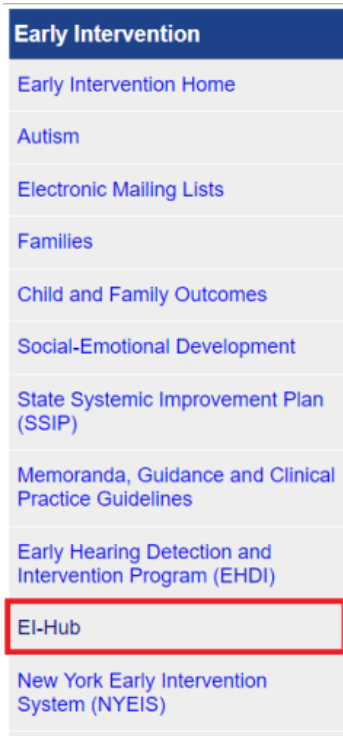 Early Intervention
Early Intervention Home
Autism
Electronic Mailing Lists
Families
Child and Family Outcomes
Social-Emotional Development
State Systemic Improvement Plan
(SSIP)
Memoranda, Guidance and Clinical
Practice Guidelines
Early Hearing Detection and
Intervention Program (EHDI)
EI-Hub
New York Early Intervention
System (NYEIS)